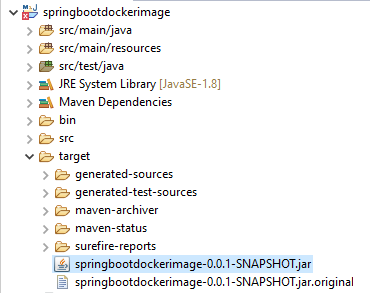 springbootdockerimage
src/main/java
src/main/resources
src/test/java
JRE System Library [JavaSE-1.8]
Maven Dependencies
bin
src
target
generated-sources
generated-test-sources
maven-archiver
maven-status
surefire-reports
springbootdockerimage-0.0.1-SNAPSHOT.jar
springbootdockerimage-0.0.1-SNAPSHOT.jar.original